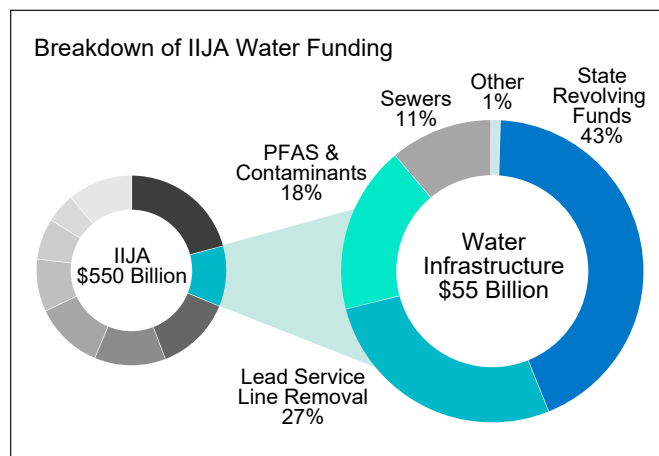 Breakdown of IIJA Water Funding
Other
1%
State
Revolving
Funds
43%
Sewers
11%
PFAS &
Contaminants
18%
IIJA
$550 Billion
Water
Infrastructure
$55 Billion
Lead Service
Line Removal
27%